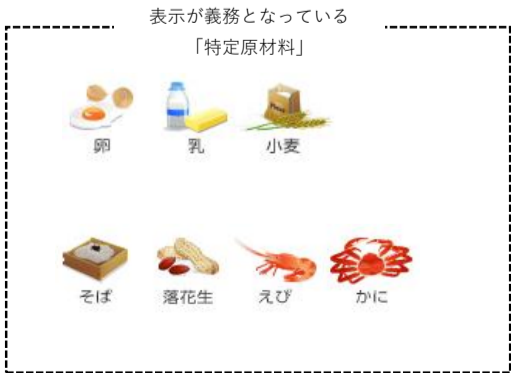 表示が義務となっている
「特定原材料」
卵 乳 小麦
そば 落花生 えび かに